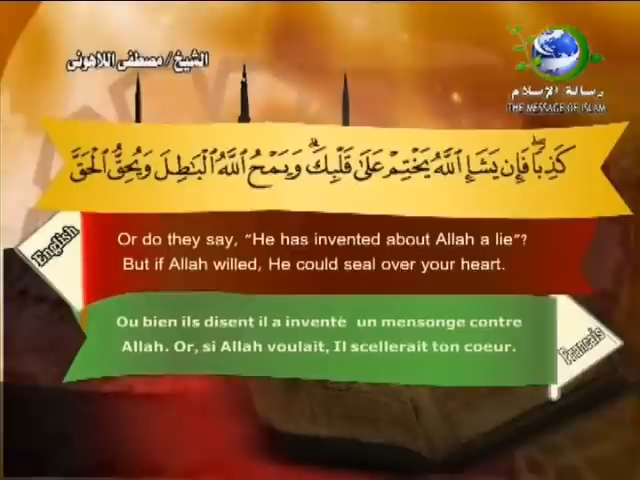 الشيخ / مصطفى اللاهونى
رسالة الإسلام
THE MESSAGE OF ISLAM
كَذِبًاۖ فَإِن يَشَإِ ٱللَّهُ يَخْتِمْ عَلَىٰ قَلْبِكَۗ وَيَمْحُ ٱللَّهُ ٱلْبَـٰطِلَ وَيُحِقُّ ٱلْحَقَّ
English
Or do they say, "He has invented about Allah a lie"?
But if Allah willed, He could seal over your heart.
Ou bien ils disent il a inventé un mensonge contre
Allah. Or, si Allah voulait, Il scellerait ton coeur.
Francais